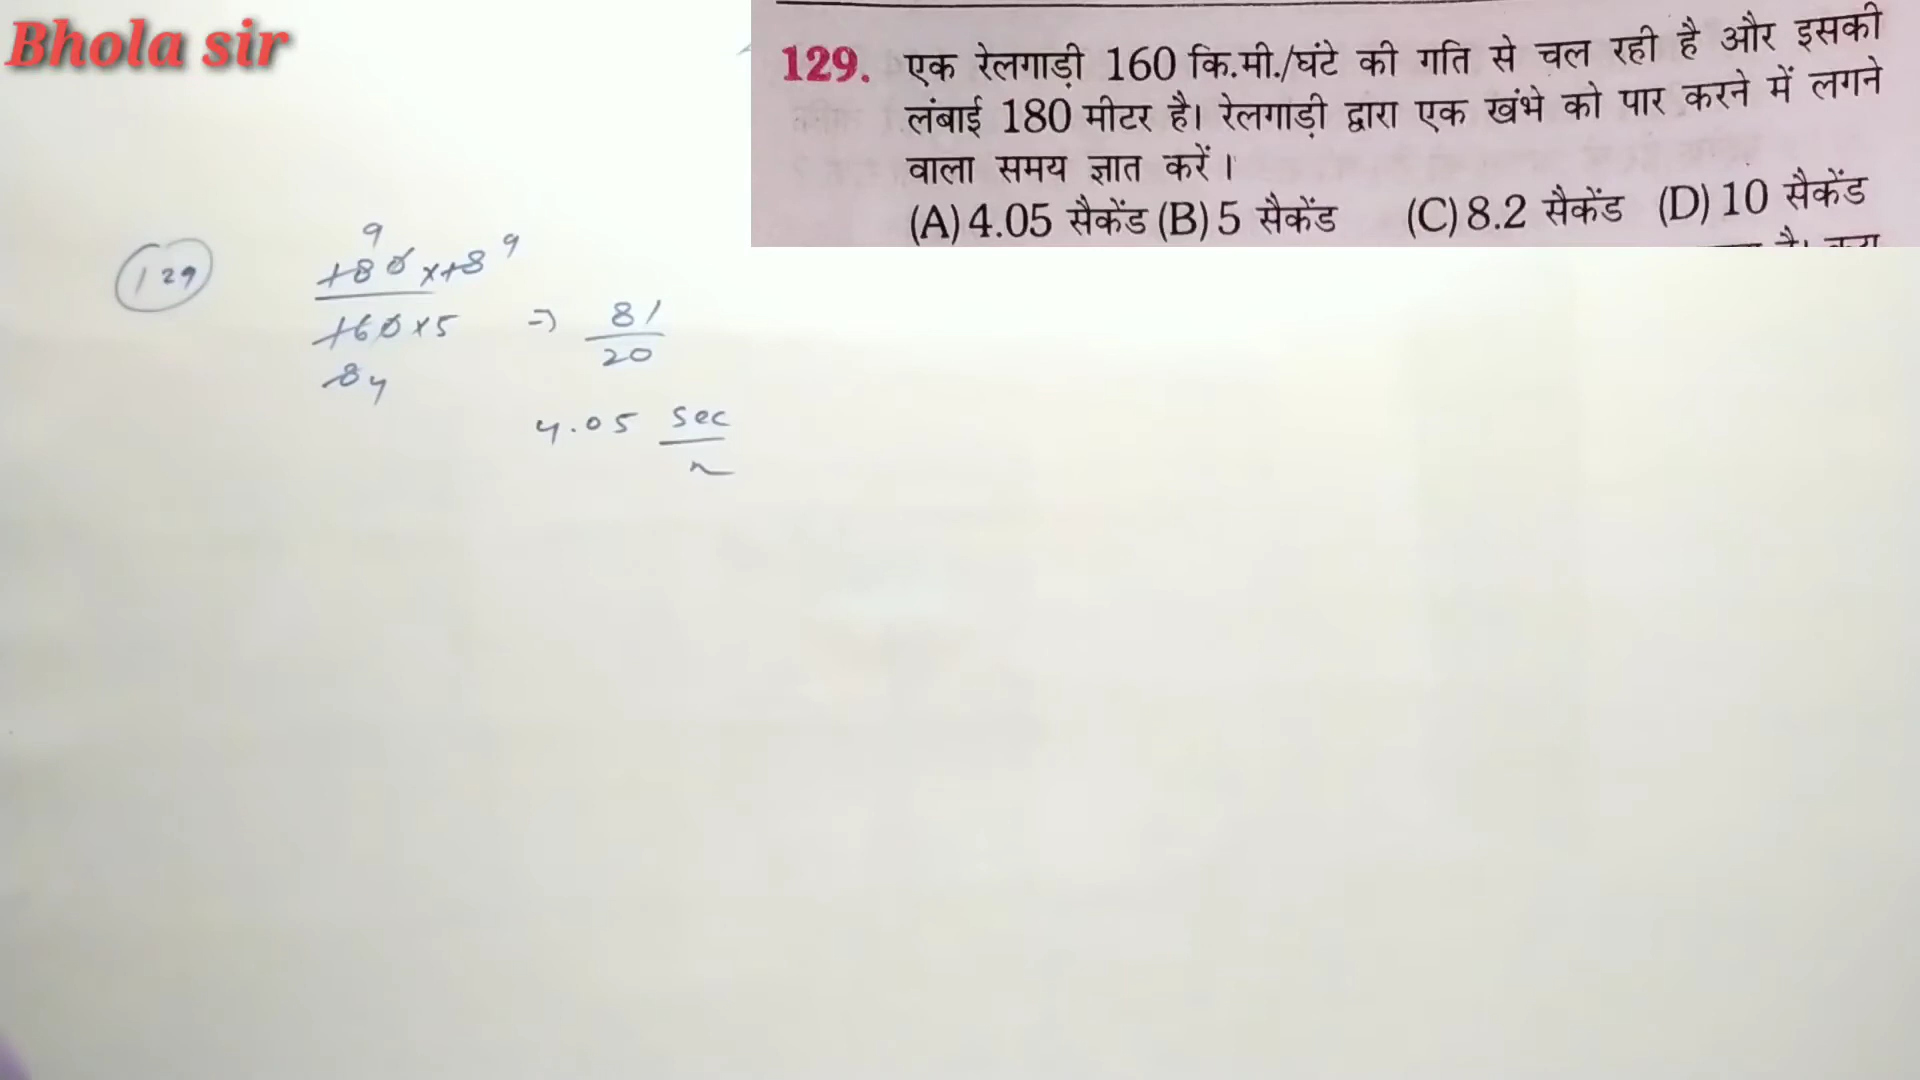 Bhola sir
129. एक रेलगाड़ी 160 कि.मी./घंटे की गति से चल रही है और इसकी
लंबाई 180 मीटर है। रेलगाड़ी द्वारा एक खंभे को पार करने में लगने
वाला समय ज्ञात करें।
(A) 4.05 सैकेंड (B) 5 सैकेंड (C) 8.2 सैकेंड (D) 10 सैकेंड
129
9 9
180 x 18
160 x 5
8 4
=> 81
20
4.05 sec